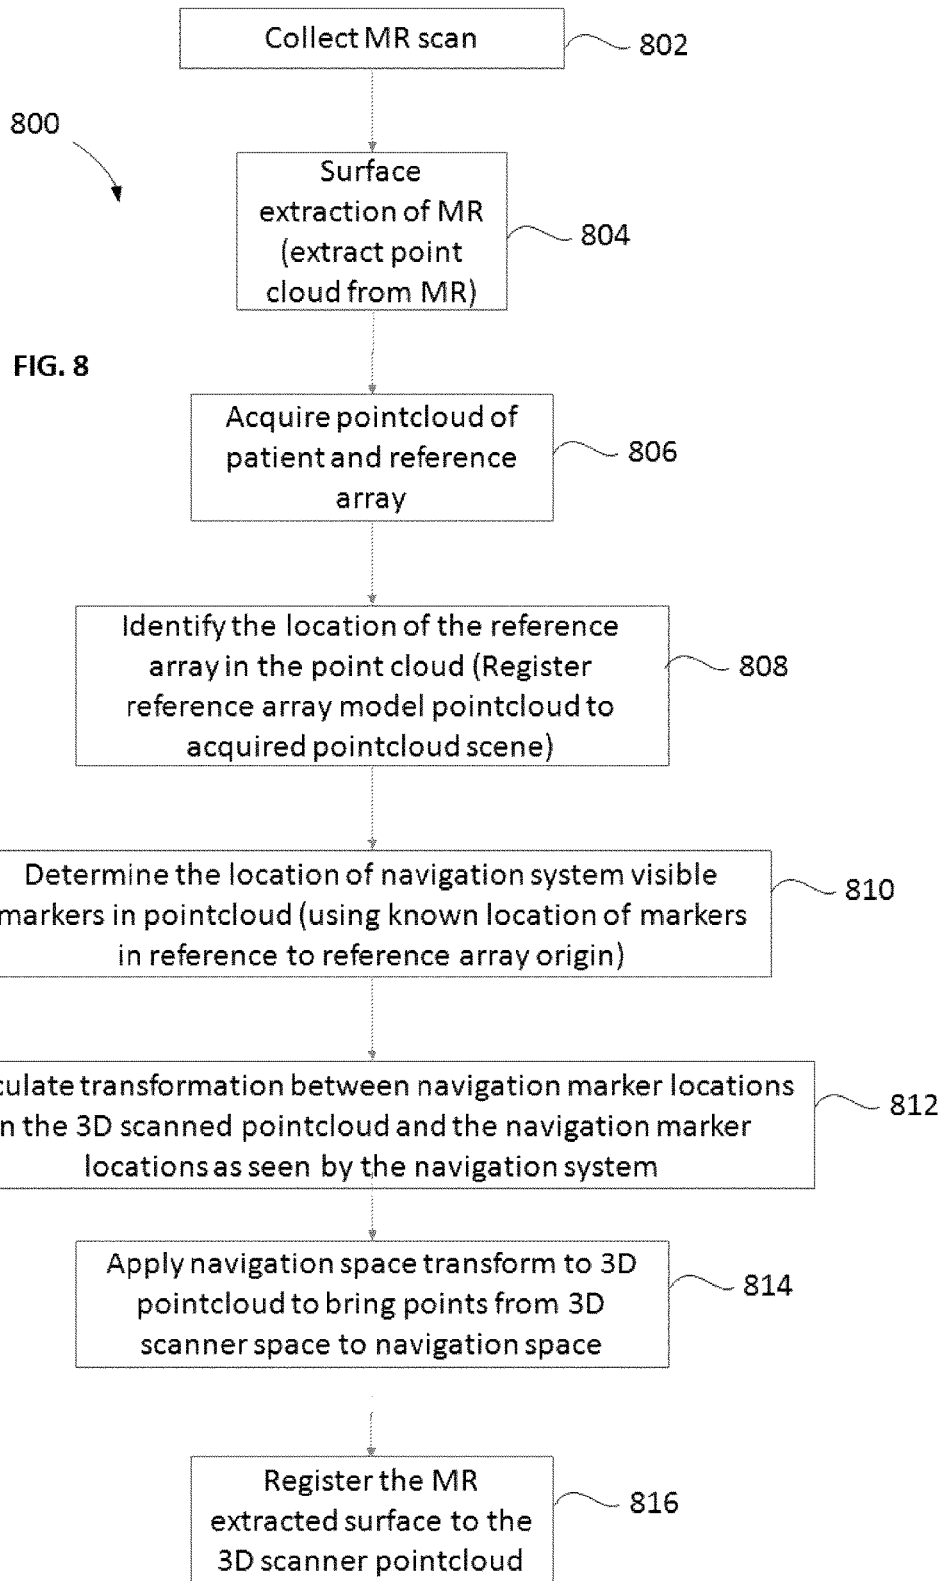 Collect MR scan
802
800
Surface
extraction of MR
(extract point
cloud from MR)
804
FIG. 8
Acquire pointcloud of
patient and reference
array
806
Identify the location of the reference
array in the point cloud (Register
reference array model pointcloud to
acquired pointcloud scene)
808
Determine the location of navigation system visible
markers in pointcloud (using known location of markers
in reference to reference array origin)
810
culate transformation between navigation marker locations
n the 3D scanned pointcloud and the navigation marker
locations as seen by the navigation system
812
Apply navigation space transform to 3D
pointcloud to bring points from 3D
scanner space to navigation space
814
Register the MR
extracted surface to the
3D scanner pointcloud
816